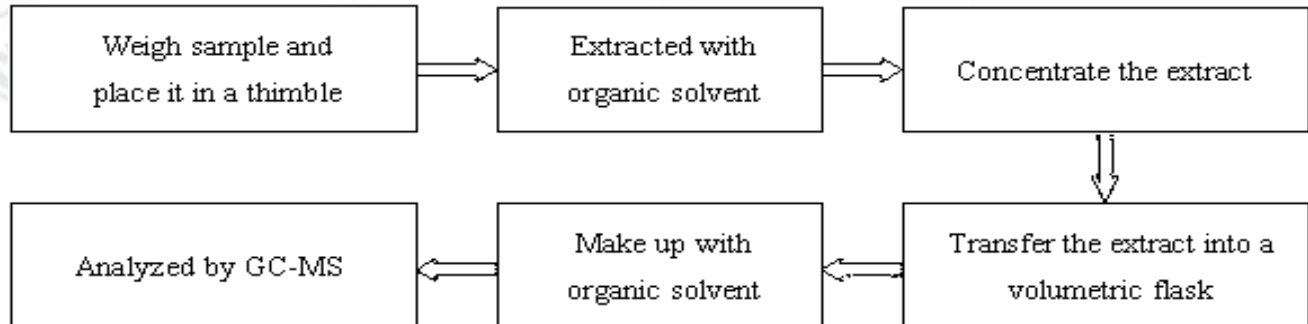 Weigh sample and
place it in a thimble
Extracted with
organic solvent
Concentrate the extract
Transfer the extract into a
volumetric flask
Make up with
organic solvent
Analyzed by GC-MS